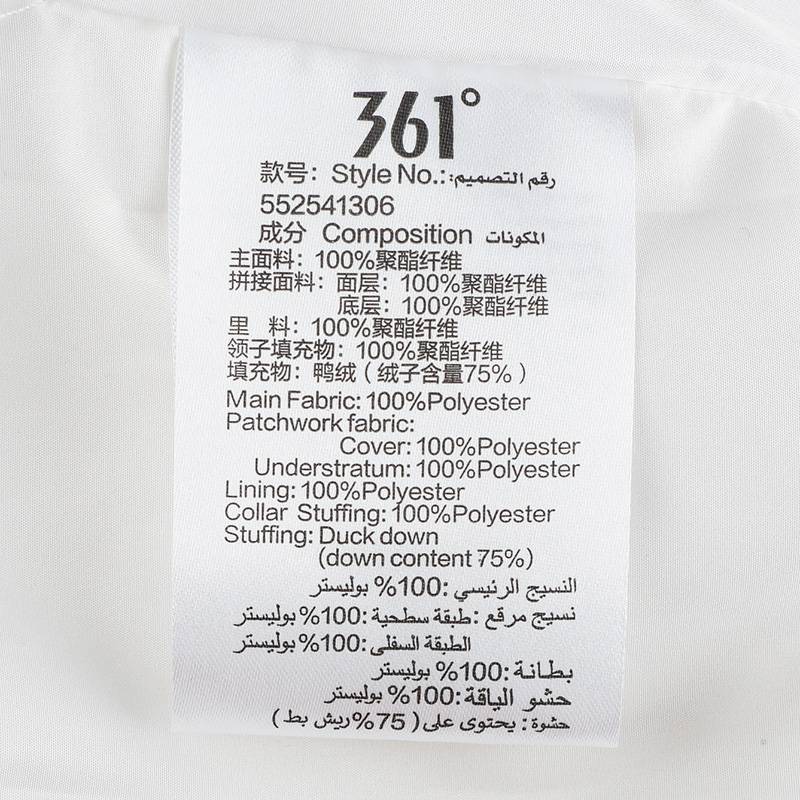 361°
款号: Style No.: رقم التصميم:
552541306
成分 Composition المكونات
主面料: 100%聚酯纤维
拼接面料: 面层: 100%聚酯纤维
底层: 100%聚酯纤维
里 料: 100%聚酯纤维
领子填充物: 100%聚酯纤维
填充物: 鸭绒 ( 绒子含量75% )
Main Fabric: 100%Polyester
Patchwork fabric:
Cover: 100%Polyester
Understratum: 100%Polyester
Lining: 100%Polyester
Collar Stuffing: 100%Polyester
Stuffing: Duck down
(down content 75%)
النسيج الرئيسي :100% بوليستر
نسيج مرقع :طبقة سطحية :100% بوليستر
الطبقة السفلى :100% بوليستر
بطانة :100% بوليستر
حشو الياقة :100% بوليستر
حشوة : يحتوى على ( 75% ريش بط )